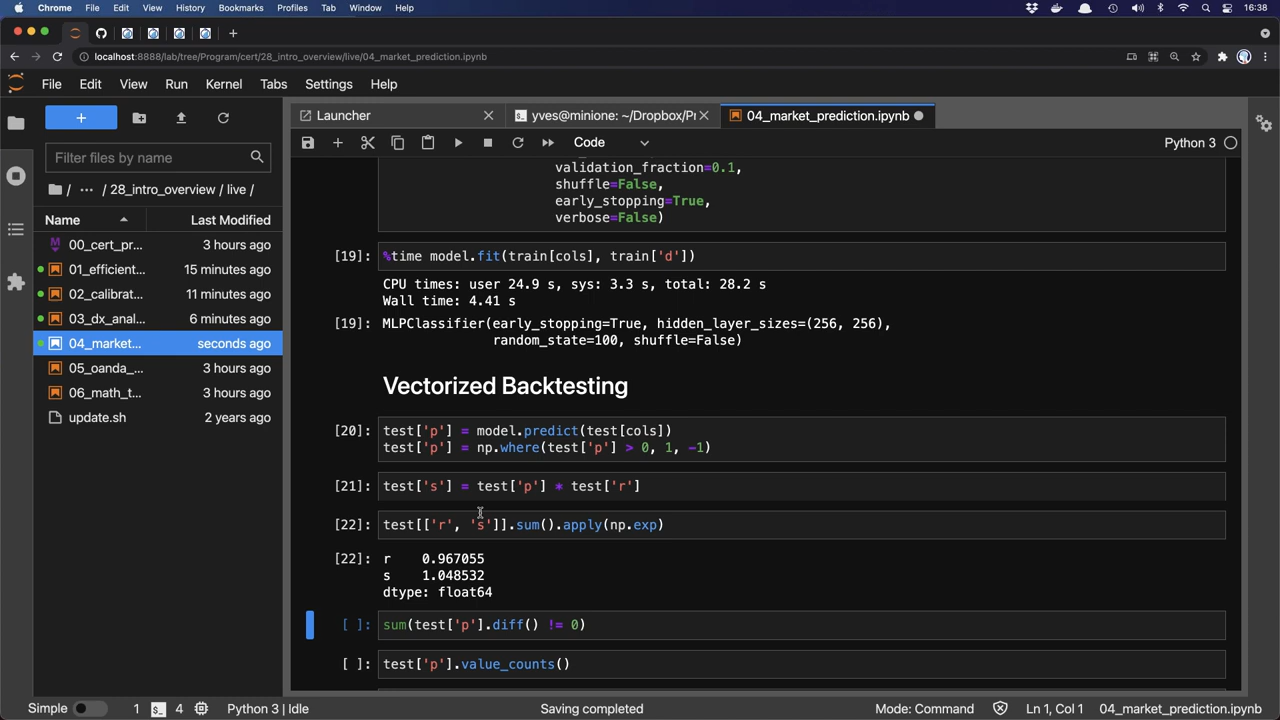 Chrome File Edit View History Bookmarks Profiles Tab Window Help 16:38
localhost:8888/lab/tree/Program/cert/28_intro_overview/live/04_market_prediction.ipynb
File Edit View Run Kernel Tabs Settings Help
Launcher yves@minione: ~/Dropbox/Pr 04_market_prediction.ipynb
Code Python 3
Filter files by name
/ ··· / 28_intro_overview / live /
Name Last Modified
00_cert_pr... 3 hours ago
01_efficient... 15 minutes ago
02_calibrat... 11 minutes ago
03_dx_anal... 6 minutes ago
04_market... seconds ago
05_oanda_... 3 hours ago
06_math_t... 3 hours ago
update.sh 2 years ago
validation_fraction=0.1,
shuffle=False,
early_stopping=True,
verbose=False)
[19]: %time model.fit(train[cols], train['d'])
CPU times: user 24.9 s, sys: 3.3 s, total: 28.2 s
Wall time: 4.41 s
[19]: MLPClassifier(early_stopping=True, hidden_layer_sizes=(256, 256),
random_state=100, shuffle=False)
Vectorized Backtesting
[20]: test['p'] = model.predict(test[cols])
test['p'] = np.where(test['p'] > 0, 1, -1)
[21]: test['s'] = test['p'] * test['r']
[22]: test[['r', 's']].sum().apply(np.exp)
[22]: r 0.967055
s 1.048532
dtype: float64
[ ]: sum(test['p'].diff() != 0)
[ ]: test['p'].value_counts()
Simple 1 4 Python 3 | Idle Saving completed Mode: Command Ln 1, Col 1 04_market_prediction.ipynb